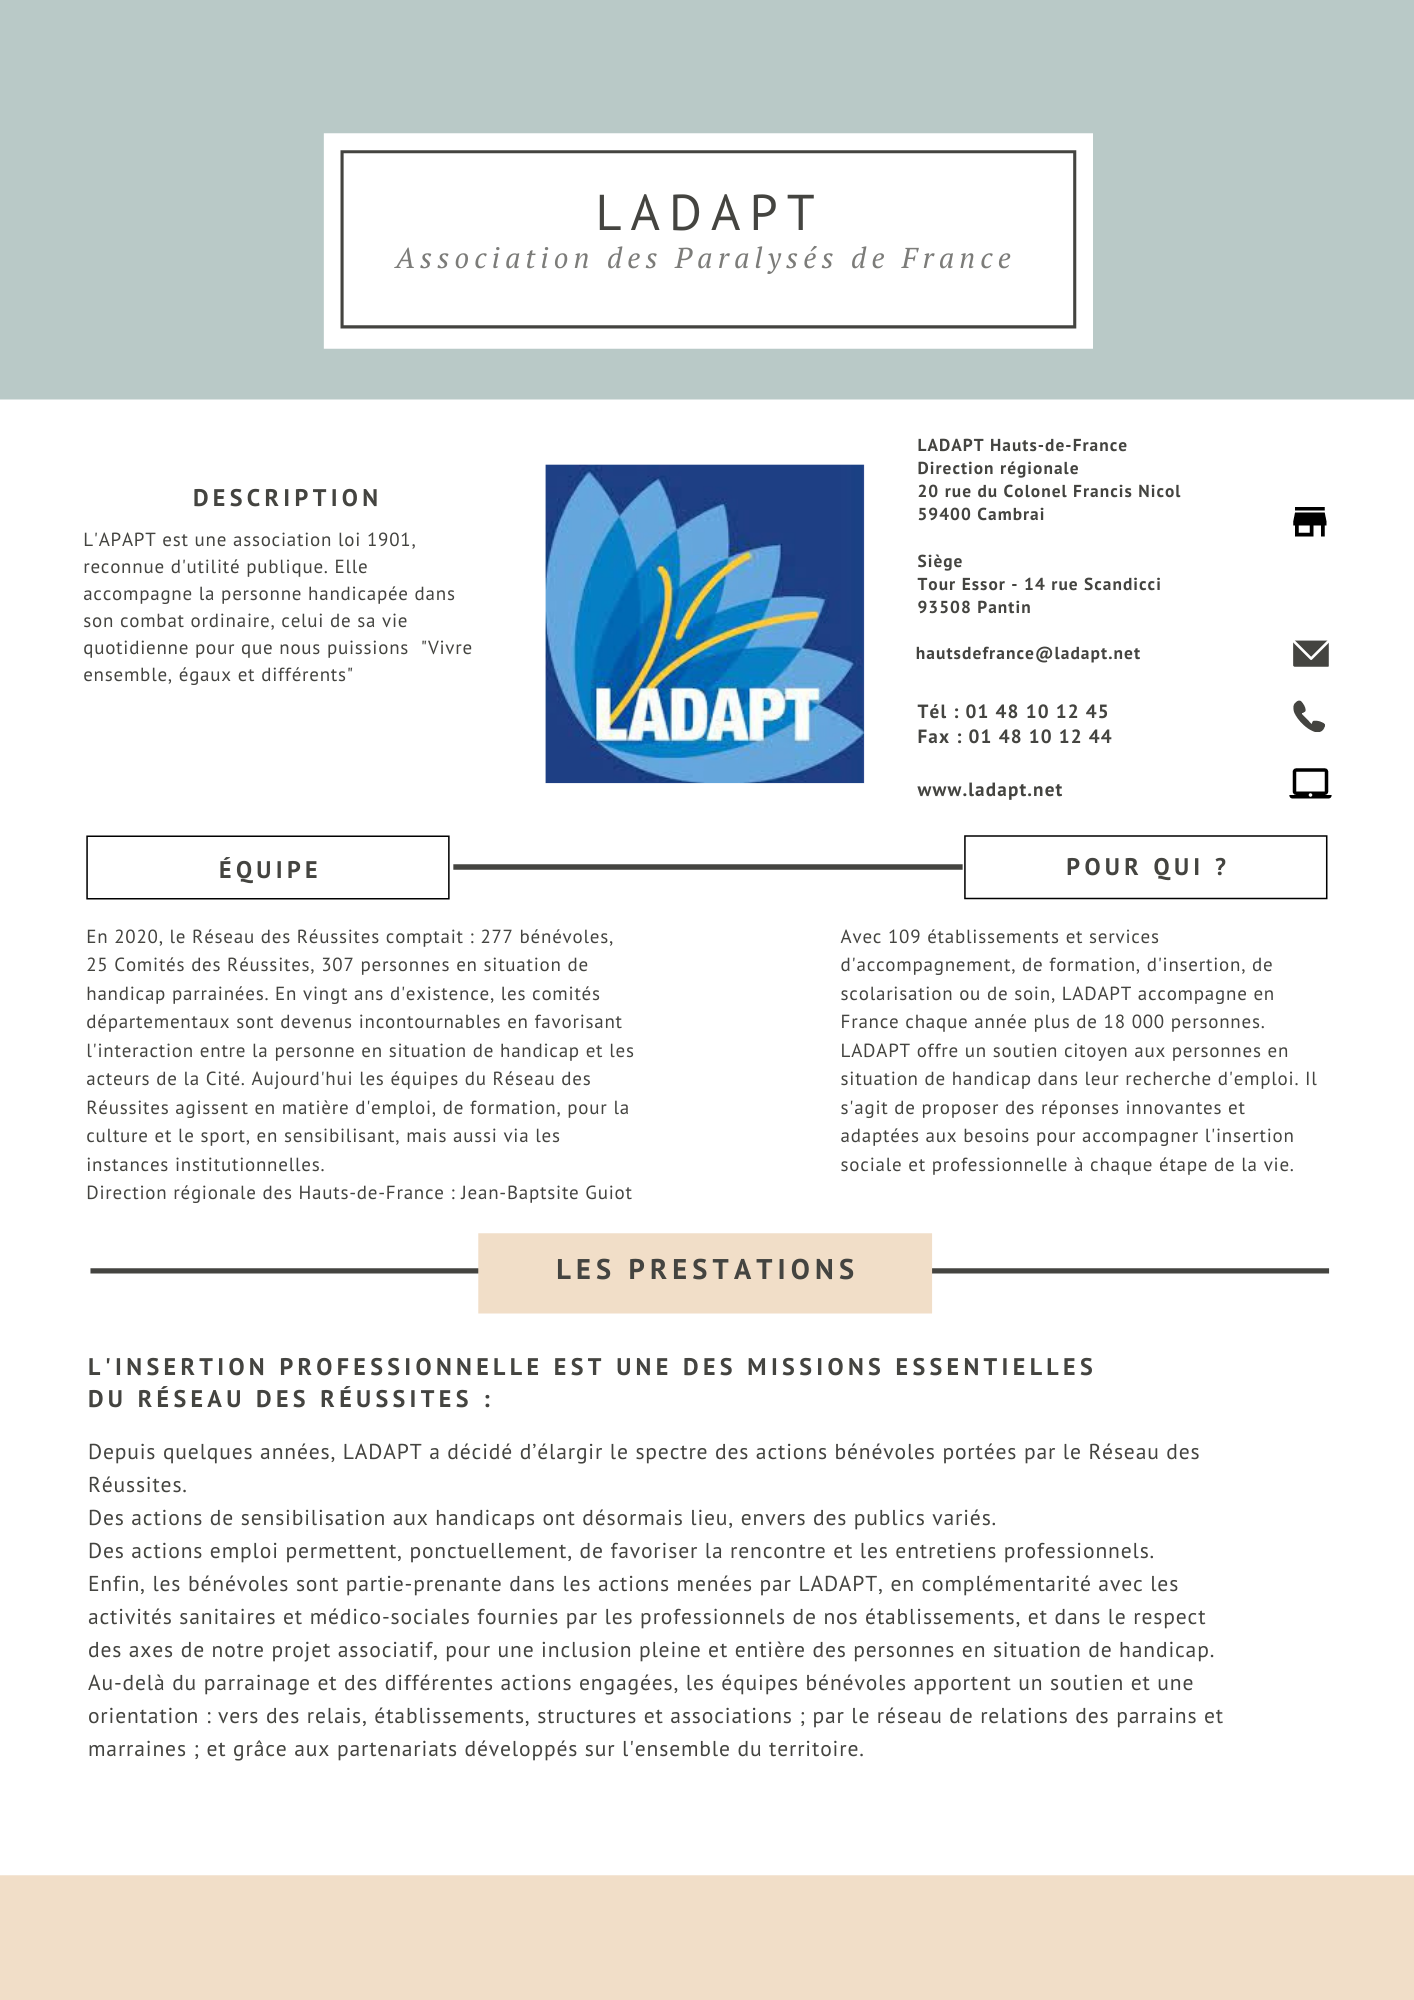 LADAPT
Association des Paralysés de France
DESCRIPTION
L'APAPT est une association loi 1901,
reconnue d'utilité publique. Elle
accompagne la personne handicapée dans
son combat ordinaire, celui de sa vie
quotidienne pour que nous puissions "Vivre
ensemble, égaux et différents"
LADAPT
LADAPT Hauts-de-France
Direction régionale
20 rue du Colonel Francis Nicol
59400 Cambrai
Siège
Tour Essor - 14 rue Scandicci
93508 Pantin
hautsdefrance@ladapt.net
Tél : 01 48 10 12 45
Fax : 01 48 10 12 44
www.ladapt.net
ÉQUIPE
En 2020, le Réseau des Réussites comptait : 277 bénévoles,
25 Comités des Réussites, 307 personnes en situation de
handicap parrainées. En vingt ans d'existence, les comités
départementaux sont devenus incontournables en favorisant
l'interaction entre la personne en situation de handicap et les
acteurs de la Cité. Aujourd'hui les équipes du Réseau des
Réussites agissent en matière d'emploi, de formation, pour la
culture et le sport, en sensibilisant, mais aussi via les
instances institutionnelles.
Direction régionale des Hauts-de-France : Jean-Baptsite Guiot
POUR QUI ?
Avec 109 établissements et services
d'accompagnement, de formation, d'insertion, de
scolarisation ou de soin, LADAPT accompagne en
France chaque année plus de 18 000 personnes.
LADAPT offre un soutien citoyen aux personnes en
situation de handicap dans leur recherche d'emploi. Il
s'agit de proposer des réponses innovantes et
adaptées aux besoins pour accompagner l'insertion
sociale et professionnelle à chaque étape de la vie.
LES PRESTATIONS
L'INSERTION PROFESSIONNELLE EST UNE DES MISSIONS ESSENTIELLES
DU RÉSEAU DES RÉUSSITES :
Depuis quelques années, LADAPT a décidé d’élargir le spectre des actions bénévoles portées par le Réseau des
Réussites.
Des actions de sensibilisation aux handicaps ont désormais lieu, envers des publics variés.
Des actions emploi permettent, ponctuellement, de favoriser la rencontre et les entretiens professionnels.
Enfin, les bénévoles sont partie-prenante dans les actions menées par LADAPT, en complémentarité avec les
activités sanitaires et médico-sociales fournies par les professionnels de nos établissements, et dans le respect
des axes de notre projet associatif, pour une inclusion pleine et entière des personnes en situation de handicap.
Au-delà du parrainage et des différentes actions engagées, les équipes bénévoles apportent un soutien et une
orientation : vers des relais, établissements, structures et associations ; par le réseau de relations des parrains et
marraines ; et grâce aux partenariats développés sur l'ensemble du territoire.